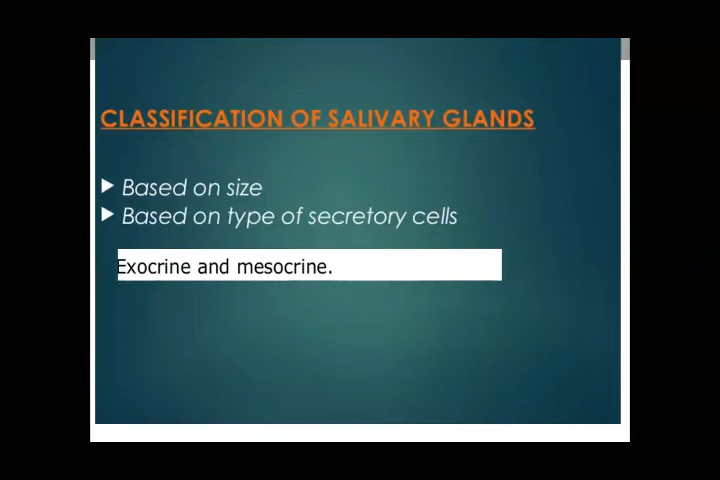 CLASSIFICATION OF SALIVARY GLANDS
Based on size
Based on type of secretory cells
Exocrine and mesocrine.